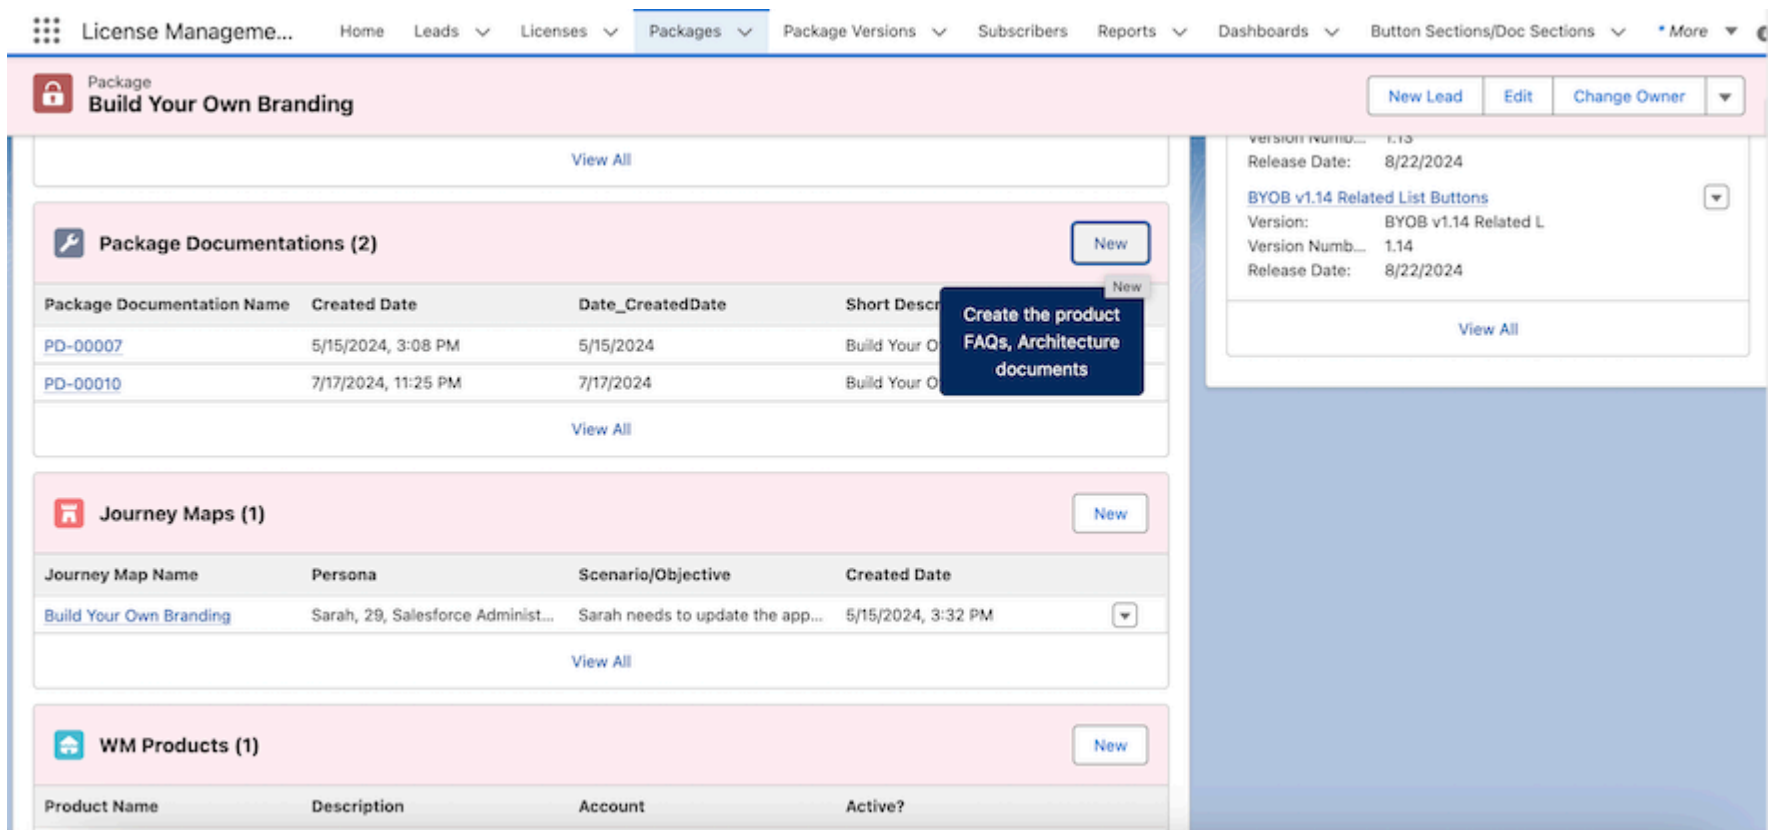 License Manageme... Home Leads Licenses Packages Package Versions Subscribers Reports Dashboards Button Sections/Doc Sections * More
Package
Build Your Own Branding
New Lead Edit Change Owner
View All
Package Documentations (2)
New
New
Package Documentation Name Created Date Date_CreatedDate Short Descr
Create the product
FAQs, Architecture
documents
PD-00007 5/15/2024, 3:08 PM 5/15/2024 Build Your O
PD-00010 7/17/2024, 11:25 PM 7/17/2024 Build Your O
View All
Journey Maps (1)
New
Journey Map Name Persona Scenario/Objective Created Date
Build Your Own Branding Sarah, 29, Salesforce Administ... Sarah needs to update the app... 5/15/2024, 3:32 PM
View All
WM Products (1)
New
Product Name Description Account Active?
Version Numb... 1.13
Release Date: 8/22/2024
BYOB v1.14 Related List Buttons
Version: BYOB v1.14 Related L
Version Numb... 1.14
Release Date: 8/22/2024
View All